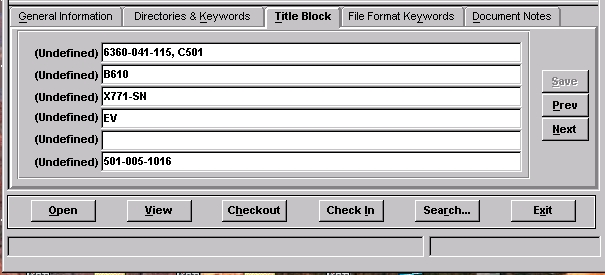 General Information Directories & Keywords Title Block File Format Keywords Document Notes
(Undefined) 6360-041-115, C501
(Undefined) B610
(Undefined) X771-SN
(Undefined) EV
(Undefined)
(Undefined) 501-005-1016
Save
Prev
Next
Open View Checkout Check In Search... Exit